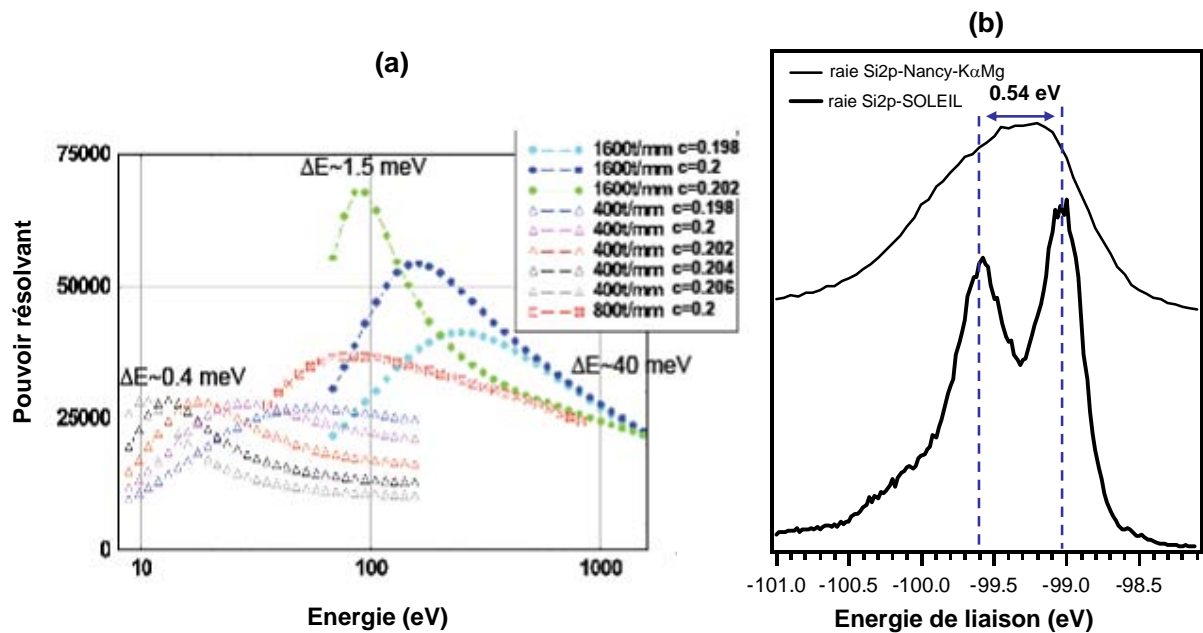 (a)
Pouvoir résolvant
75000
50000
25000
0
10
100
1000
Energie (eV)
ΔE~1.5 meV
ΔE~0.4 meV
ΔE~40 meV
1600t/mm c=0.198
1600t/mm c=0.2
1600t/mm c=0.202
400t/mm c=0.198
400t/mm c=0.2
400t/mm c=0.202
400t/mm c=0.204
400t/mm c=0.206
800t/mm c=0.2
(b)
raie Si2p-Nancy-KαMg
raie Si2p-SOLEIL
0.54 eV
-101.0
-100.5
-100.0
-99.5
-99.0
-98.5
Energie de liaison (eV)